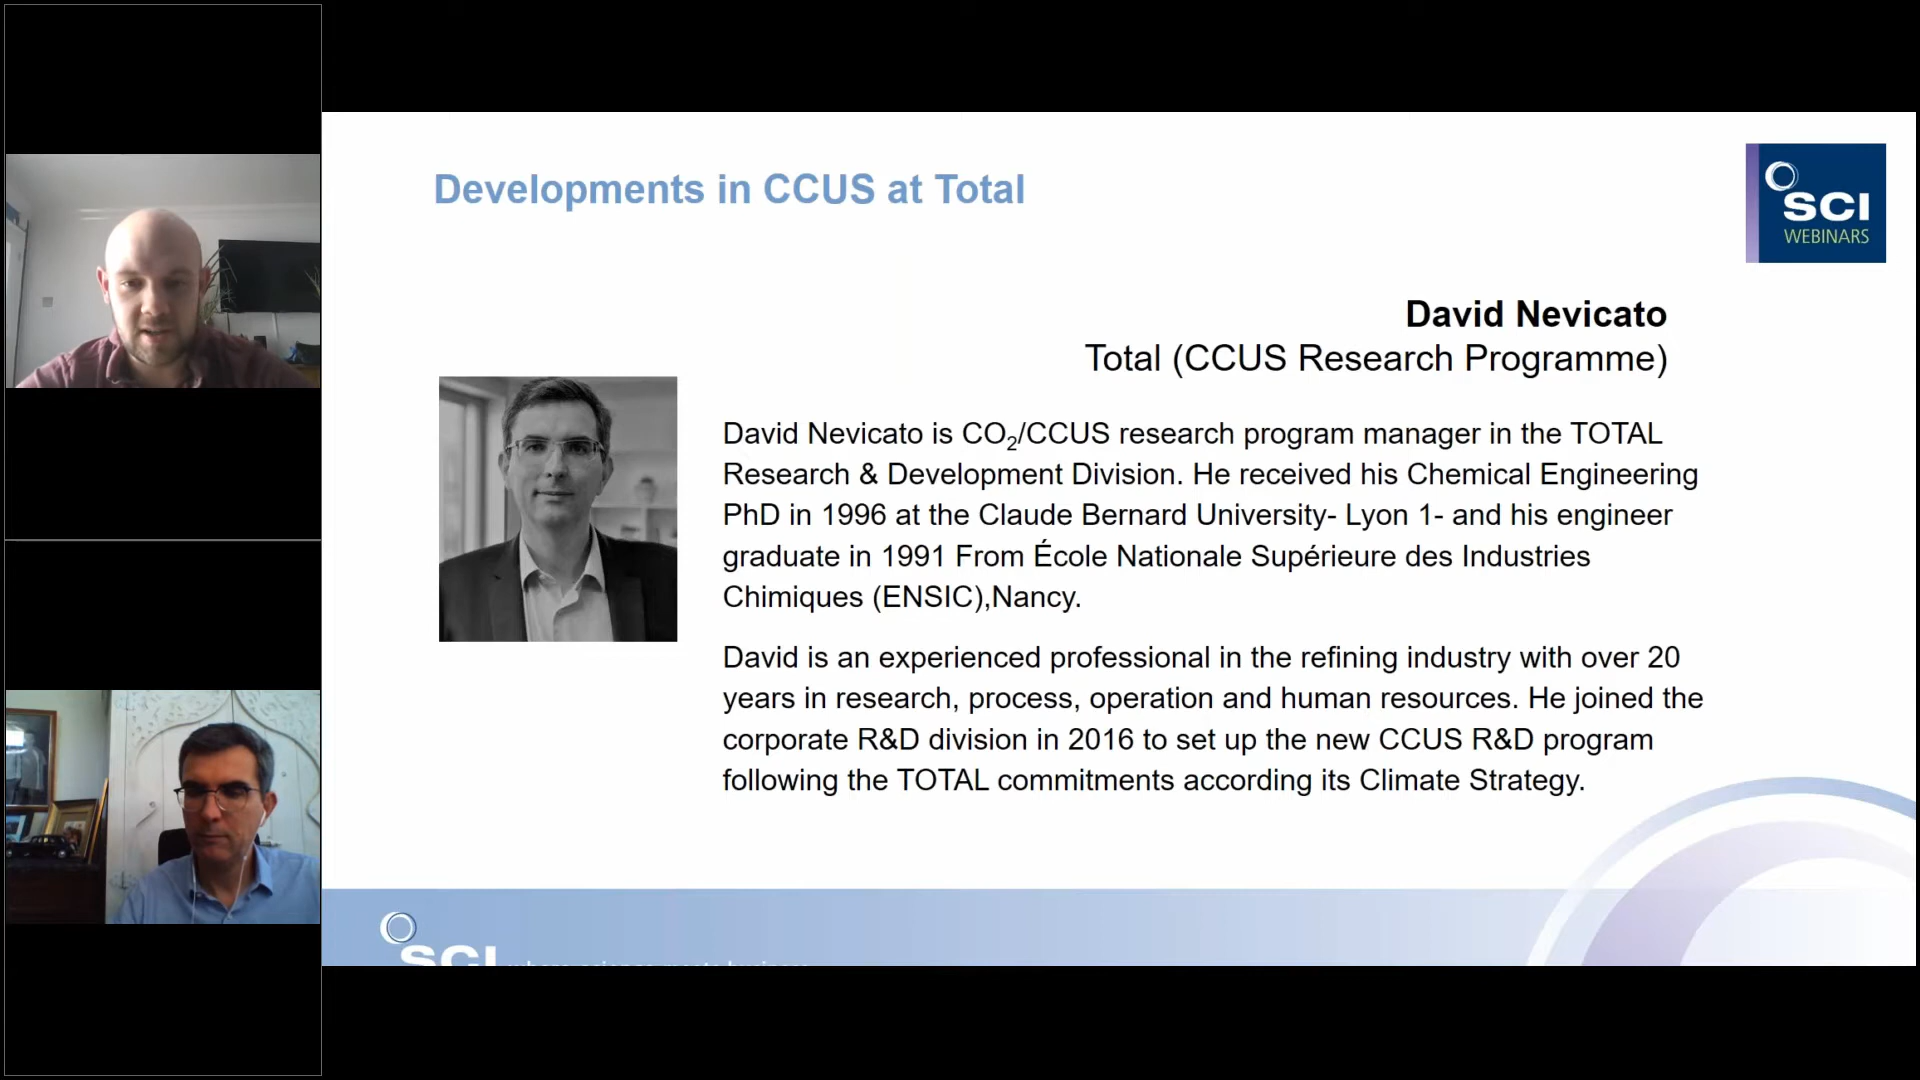 Developments in CCUS at Total
SCI
WEBINARS
David Nevicato
Total (CCUS Research Programme)
David Nevicato is CO₂/CCUS research program manager in the TOTAL
Research & Development Division. He received his Chemical Engineering
PhD in 1996 at the Claude Bernard University- Lyon 1- and his engineer
graduate in 1991 From École Nationale Supérieure des Industries
Chimiques (ENSIC),Nancy.
David is an experienced professional in the refining industry with over 20
years in research, process, operation and human resources. He joined the
corporate R&D division in 2016 to set up the new CCUS R&D program
following the TOTAL commitments according its Climate Strategy.
SCI